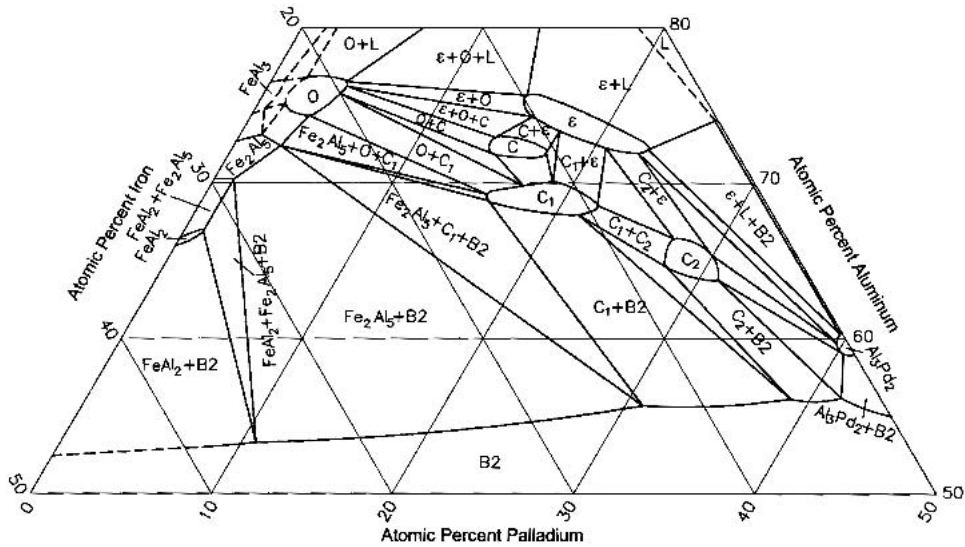 20
80
O+L
L
ε+O+L
ε+L
FeAl3
O
ε+O
ε+O+C
O+C
C+ε
ε
C
Fe2Al5
Fe2Al5+O+C1
O+C1
C1+ε
30
70
C2+ε
ε+L+B2
FeAl2+Fe2Al5
FeAl2
C1
Fe2Al5+C1+B2
C1+C2
C2
Atomic Percent Iron
Atomic Percent Aluminum
FeAl2+Fe2Al5+B2
Fe2Al5+B2
C1+B2
C2+B2
40
60
Al3Pd2
FeAl2+B2
Al3Pd2+B2
B2
50
50
0
10
20
30
40
50
Atomic Percent Palladium